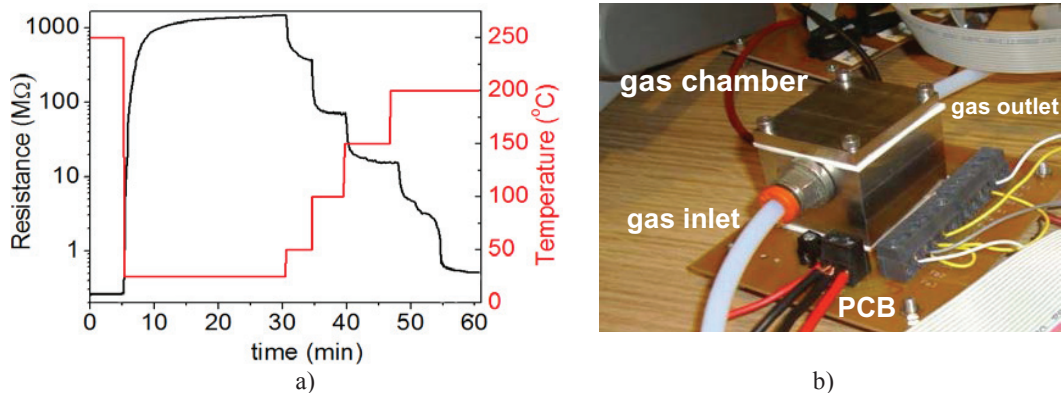 1000
100
10
1
Resistance (MΩ)
250
200
150
100
50
0
Temperature (°C)
0 10 20 30 40 50 60
time (min)
a)
gas chamber
gas outlet
gas inlet
PCB
b)